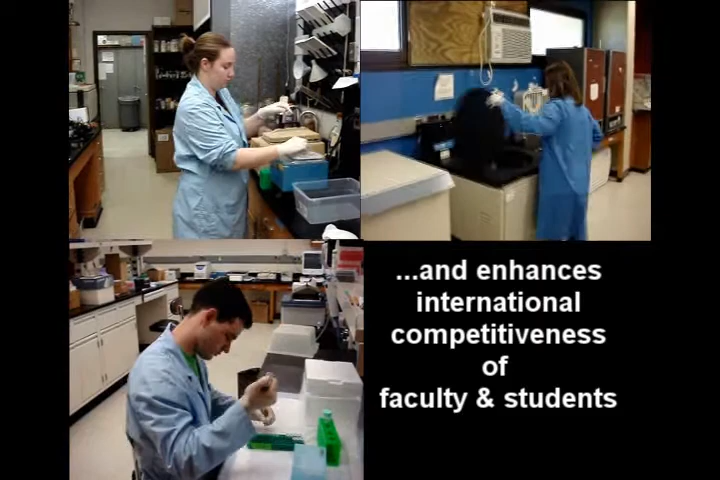 ...and enhances
international
competitiveness
of
faculty & students